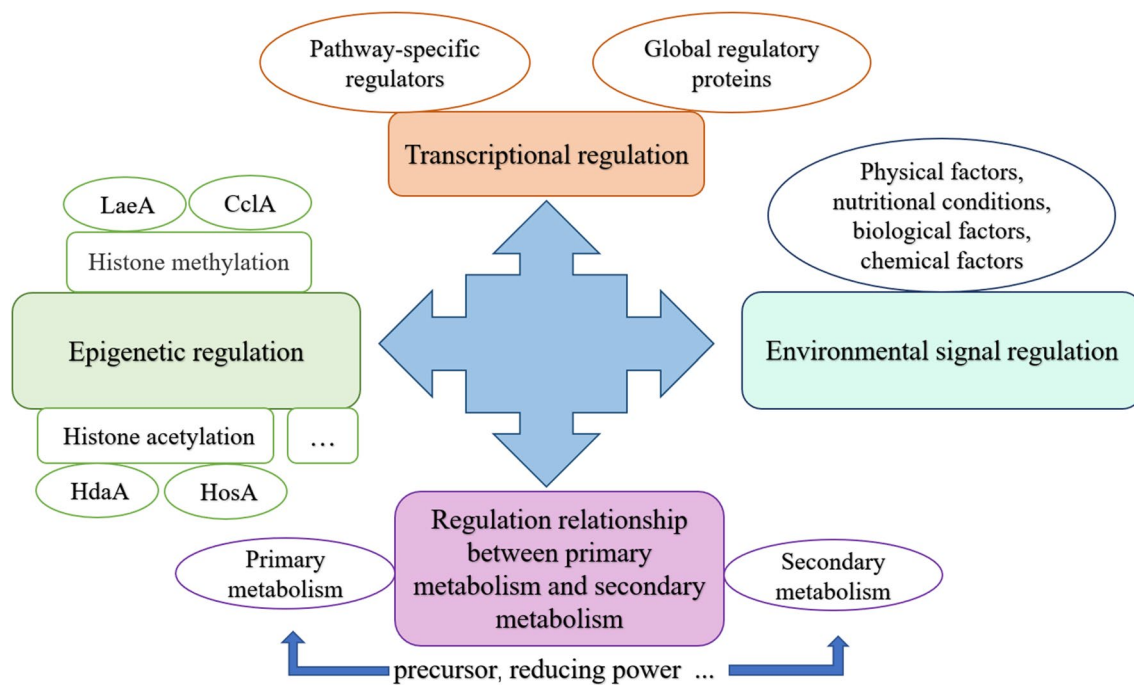 Pathway-specific
regulators
Global regulatory
proteins
Transcriptional regulation
LaeA
CclA
Histone methylation
Epigenetic regulation
Histone acetylation
...
HdaA
HosA
Physical factors,
nutritional conditions,
biological factors,
chemical factors
Environmental signal regulation
Primary
metabolism
Regulation relationship
between primary
metabolism and secondary
metabolism
Secondary
metabolism
precursor, reducing power ...